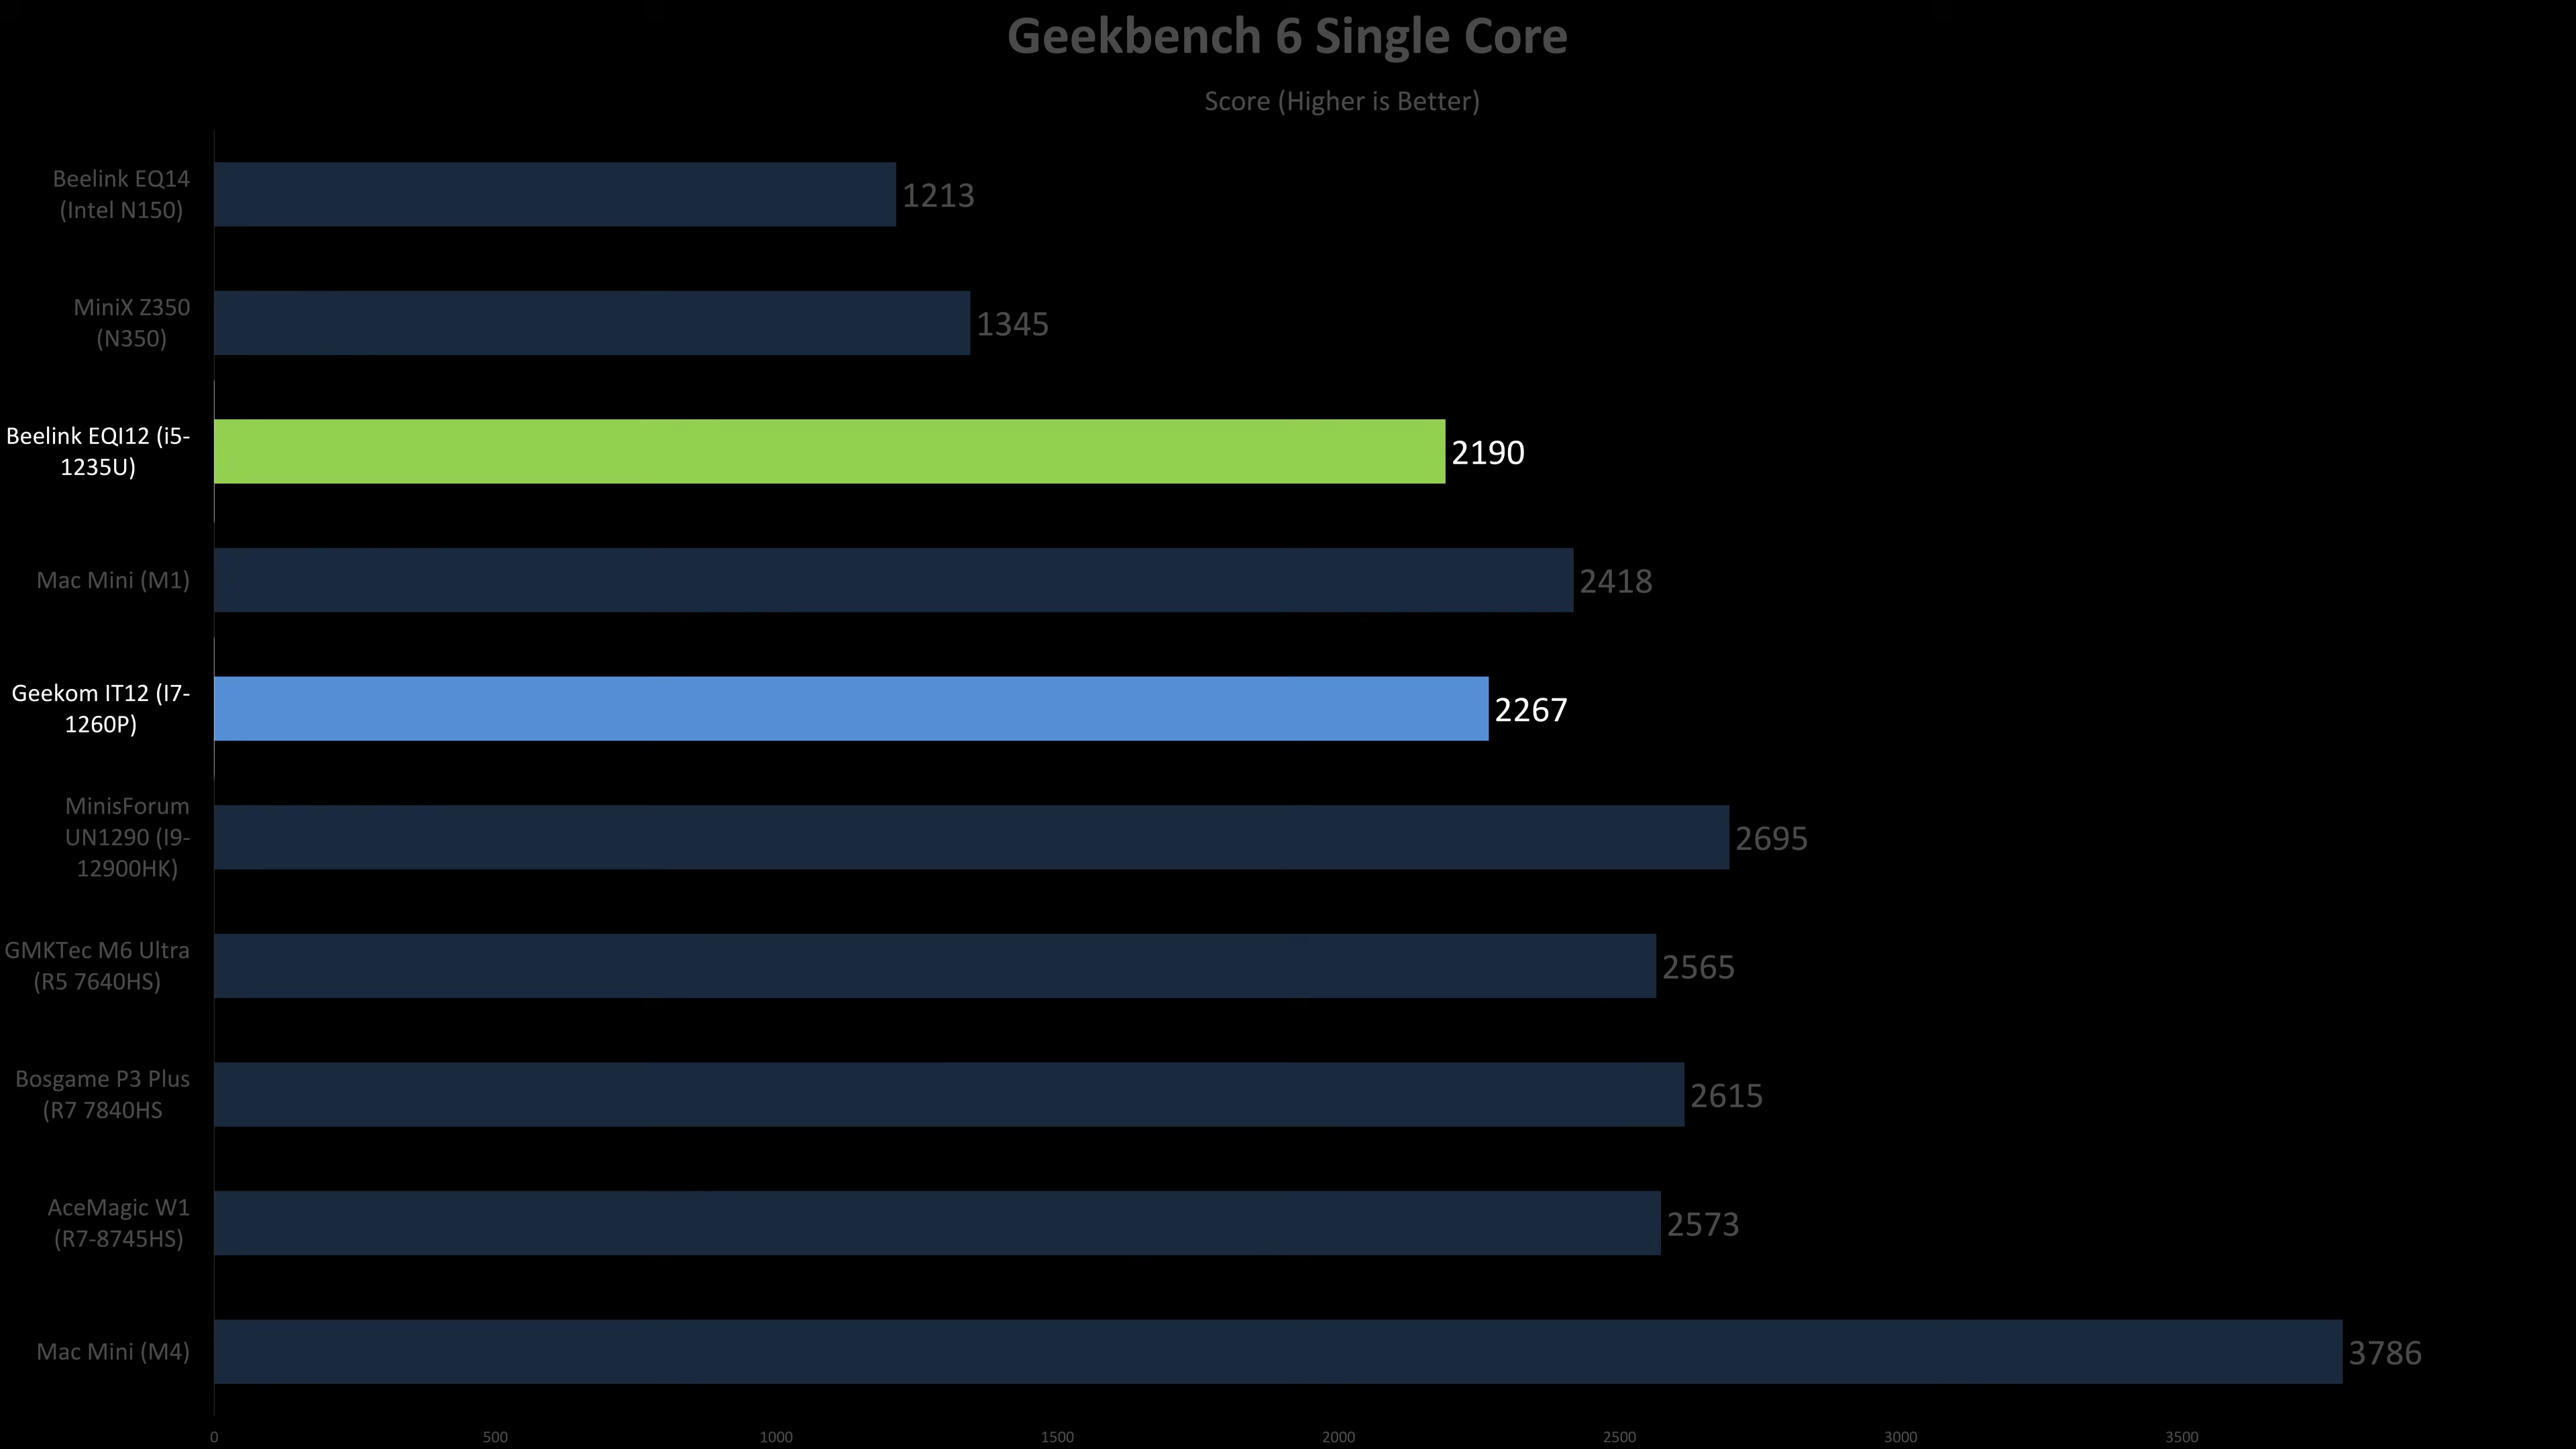 Geekbench 6 Single Core
Score (Higher is Better)
Beelink EQ14
(Intel N150)
1213
MiniX Z350
(N350)
1345
Beelink EQI12 (i5-
1235U)
2190
Mac Mini (M1)
2418
Geekom IT12 (I7-
1260P)
2267
MinisForum
UN1290 (I9-
12900HK)
2695
GMKTec M6 Ultra
(R5 7640HS)
2565
Bosgame P3 Plus
(R7 7840HS
2615
AceMagic W1
(R7-8745HS)
2573
Mac Mini (M4)
3786
0 500 1000 1500 2000 2500 3000 3500